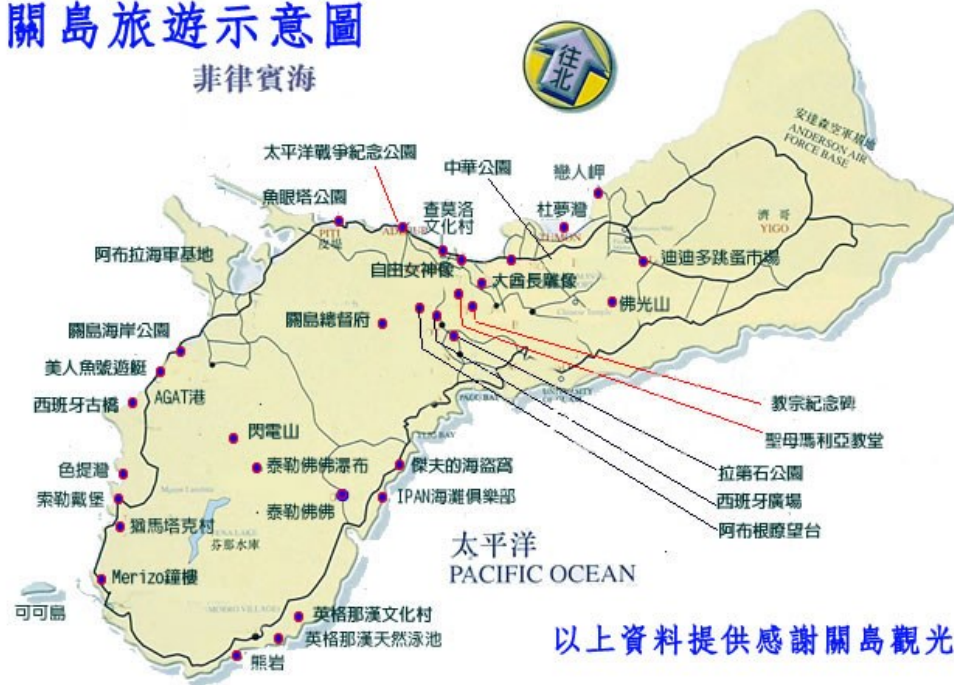 關島旅遊示意圖
菲律賓海
往北
安達森空軍基地
ANDERSON AIR
FORCE BASE
太平洋戰爭紀念公園
中華公園
戀人岬
魚眼塔公園
查莫洛
文化村
杜夢灣
濟哥
YIGO
PITI
TUMON
阿布拉海軍基地
自由女神像
大酋長雕像
迪迪多跳蚤市場
佛光山
關島總督府
關島海岸公園
美人魚號遊艇
AGAT港
西班牙古橋
PAGO BAY
教宗紀念碑
聖母瑪利亞教堂
閃電山
拉第石公園
色提灣
泰勒佛佛瀑布
傑夫的海盜窩
西班牙廣場
索勒戴堡
泰勒佛佛
IPAN海灘俱樂部
阿布根瞭望台
猶馬塔克村
芬那水庫
太平洋
PACIFIC OCEAN
Merizo鐘樓
可可島
英格那漢文化村
英格那漢天然泳池
熊岩
以上資料提供感謝關島觀光